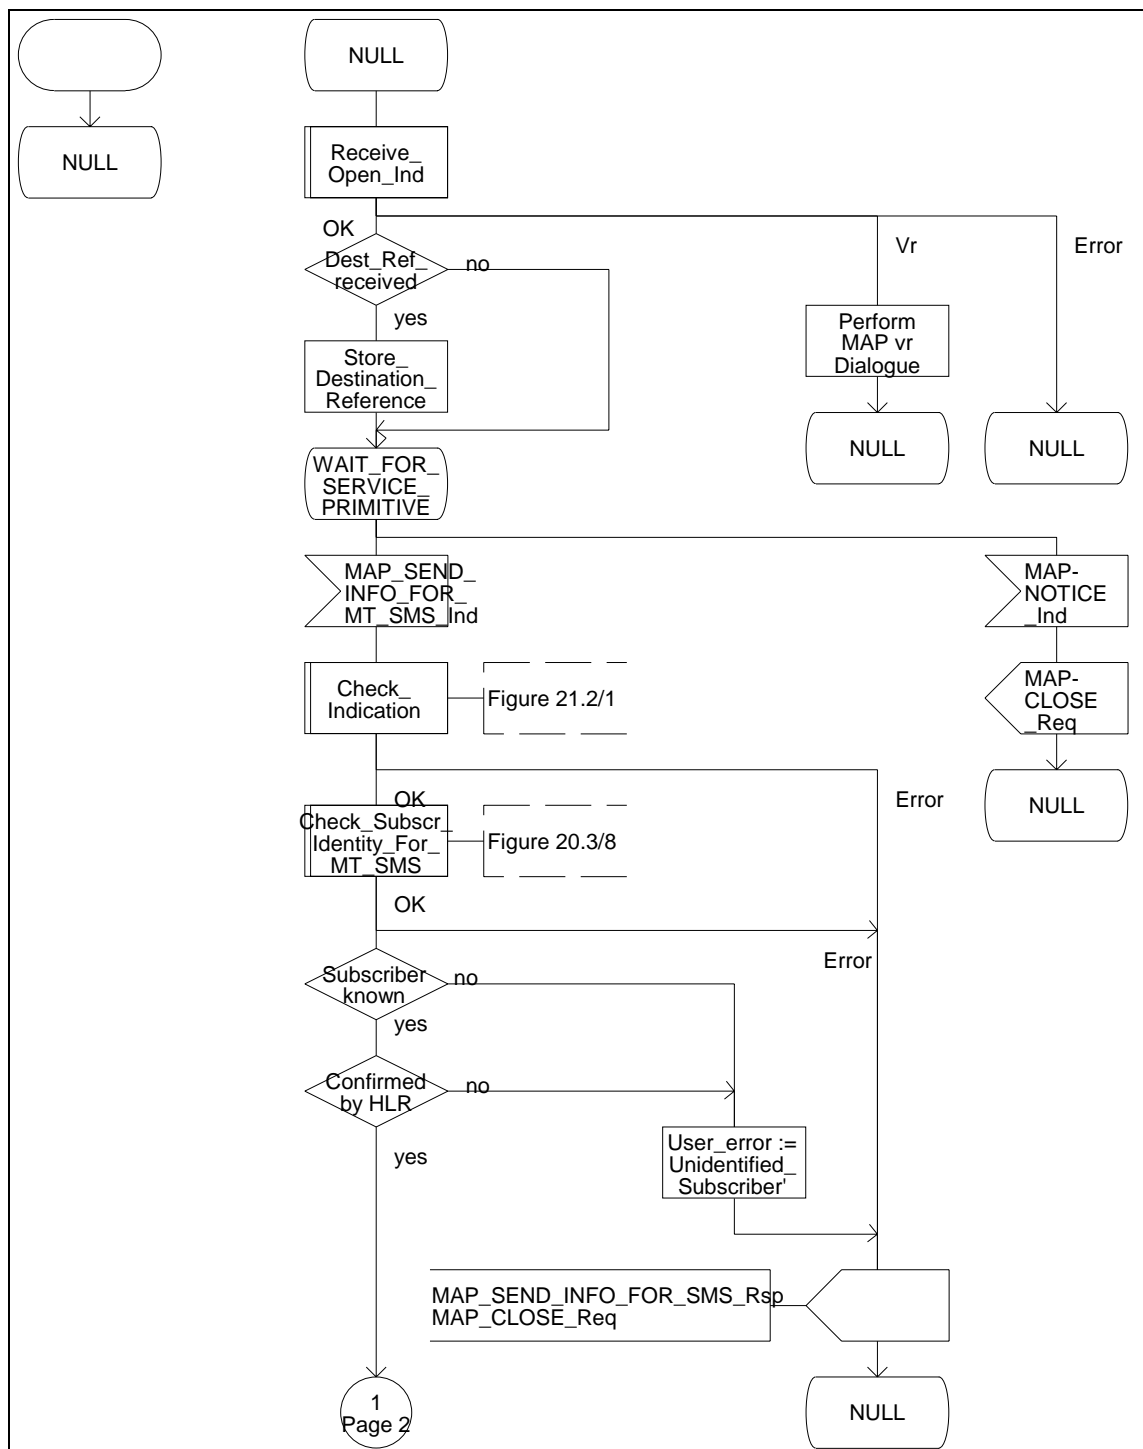 NULL
NULL
Receive_
Open_Ind
OK
Vr
Error
Dest_Ref_
received
no
yes
Perform
MAP vr
Dialogue
Store_
Destination_
Reference
NULL
NULL
WAIT_FOR_
SERVICE_
PRIMITIVE
MAP_SEND_
INFO_FOR_
MT_SMS_Ind
MAP-
NOTICE
_Ind
Check_
Indication
Figure 21.2/1
MAP-
CLOSE
_Req
OK
Error
NULL
Check_Subscr_
Identity_For_
MT_SMS
Figure 20.3/8
OK
Error
Subscriber
known
no
yes
Confirmed
by HLR
no
yes
User_error :=
Unidentified_
Subscriber'
MAP_SEND_INFO_FOR_SMS_Rsp
MAP_CLOSE_Req
1
Page 2
NULL